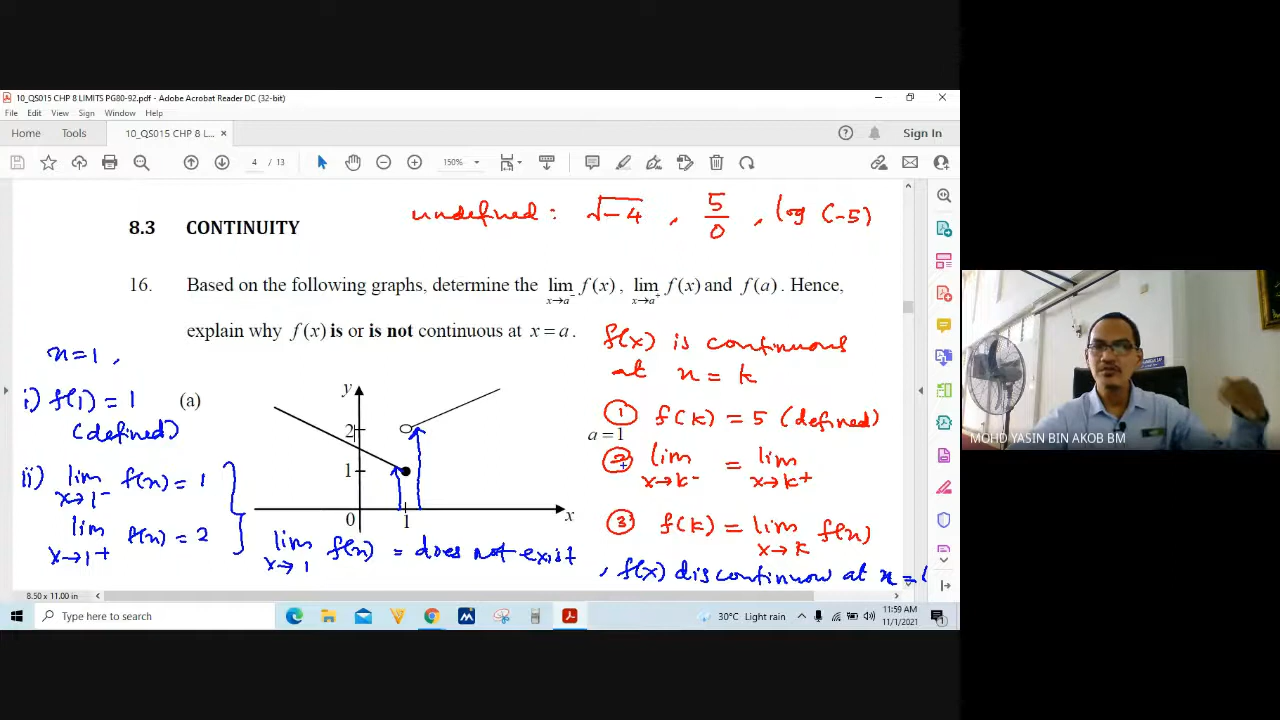 10_QS015 CHP 8 LIMITS PG80-92.pdf - Adobe Acrobat Reader DC (32-bit)
File Edit View Sign Window Help
Home Tools 10_QS015 CHP 8 L... × Sign In
4 / 13 150%
undefined : √-4 , 5/0 , log (-5)
8.3 CONTINUITY
16. Based on the following graphs, determine the lim x→a⁻ f(x), lim x→a⁺ f(x) and f(a). Hence,
explain why f(x) is or is not continuous at x = a.
x=1,
i) f(1) = 1
(defined)
ii) lim x→1⁻ f(x) = 1
lim x→1⁺ f(x) = 2
(a)
y
2
1
0
1
x
a = 1
lim x→1 f(x) = does not exist
f(x) is continuous
at x = k
① f(k) = 5 (defined)
② lim x→k⁻ = lim x→k⁺
③ f(k) = lim x→k f(x)
, f(x) discontinuow at x = (
MOHD YASIN BIN AKOB BM
8.50 x 11.00 in
Type here to search
30°C Light rain
11:59 AM
11/1/2021
1